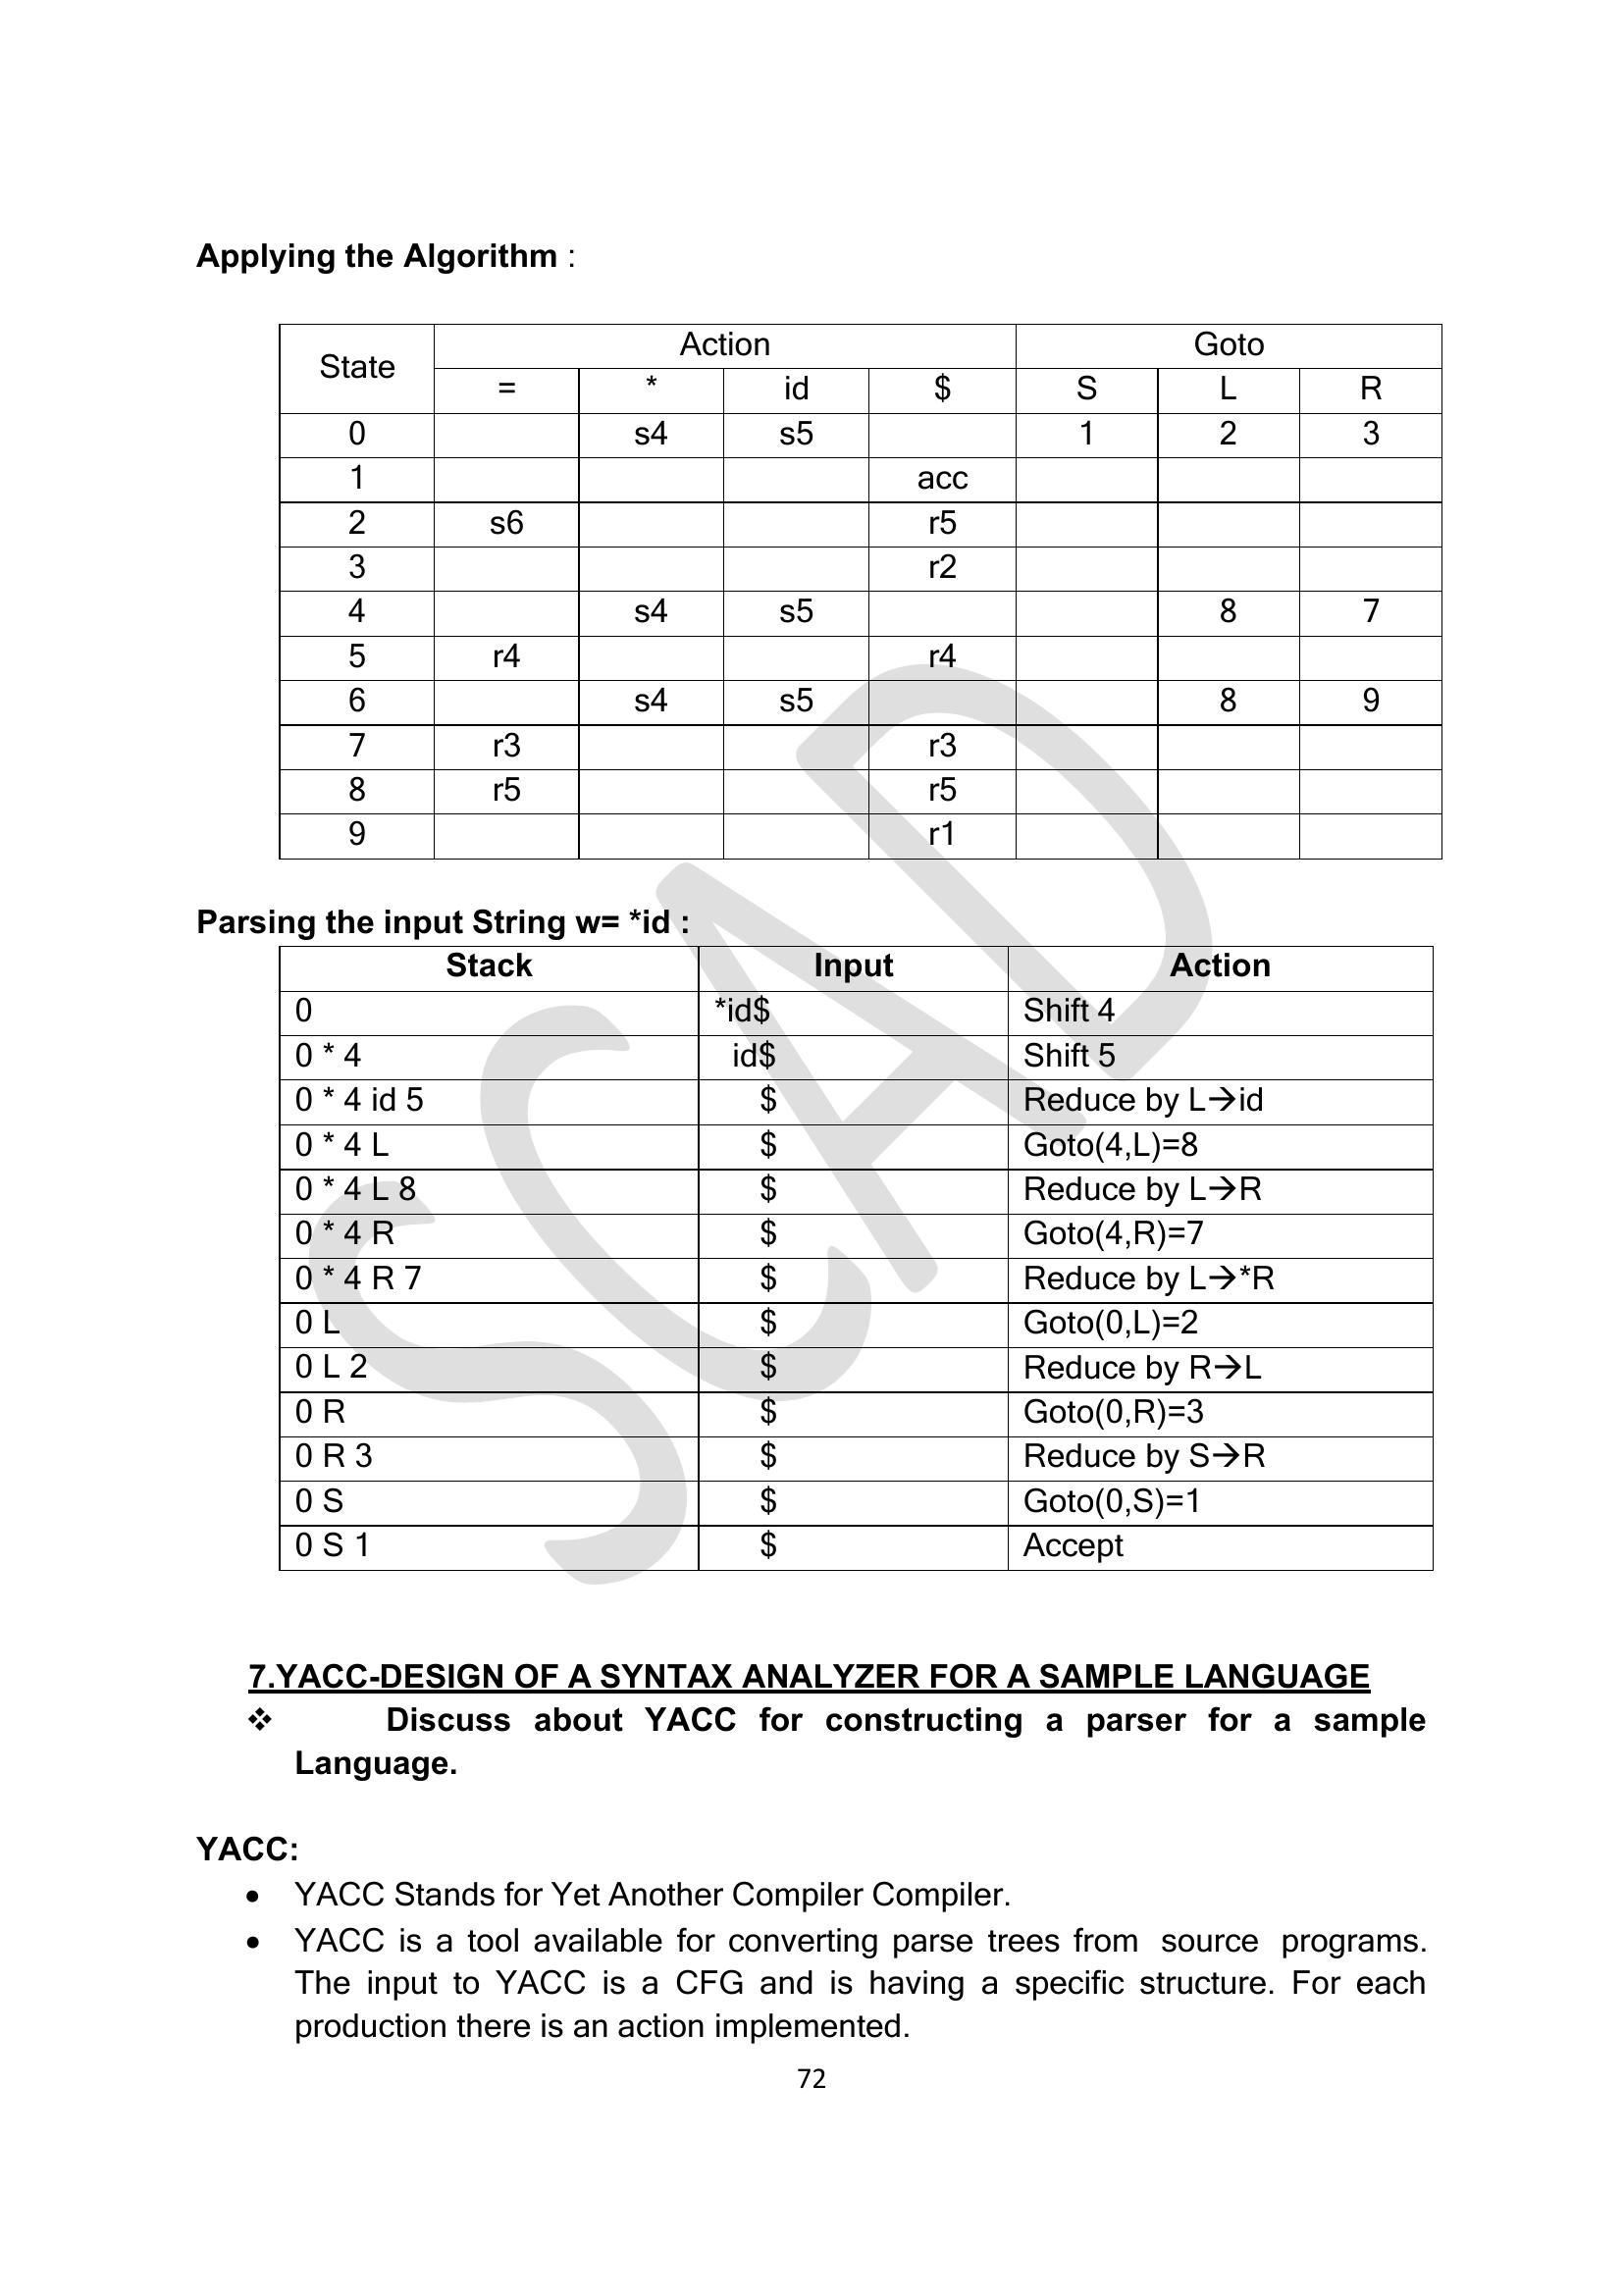 Applying the Algorithm :
State Action Goto
= * id $ S L R
0 s4 s5 1 2 3
1 acc
2 s6 r5
3 r2
4 s4 s5 8 7
5 r4 r4
6 s4 s5 8 9
7 r3 r3
8 r5 r5
9 r1
Parsing the input String w= *id :
Stack Input Action
0 *id$ Shift 4
0 * 4 id$ Shift 5
0 * 4 id 5 $ Reduce by L→id
0 * 4 L $ Goto(4,L)=8
0 * 4 L 8 $ Reduce by L→R
0 * 4 R $ Goto(4,R)=7
0 * 4 R 7 $ Reduce by L→*R
0 L $ Goto(0,L)=2
0 L 2 $ Reduce by R→L
0 R $ Goto(0,R)=3
0 R 3 $ Reduce by S→R
0 S $ Goto(0,S)=1
0 S 1 $ Accept
SCAD
7.YACC-DESIGN OF A SYNTAX ANALYZER FOR A SAMPLE LANGUAGE
❖ Discuss about YACC for constructing a parser for a sample
Language.
YACC:
• YACC Stands for Yet Another Compiler Compiler.
• YACC is a tool available for converting parse trees from source programs.
The input to YACC is a CFG and is having a specific structure. For each
production there is an action implemented.
72